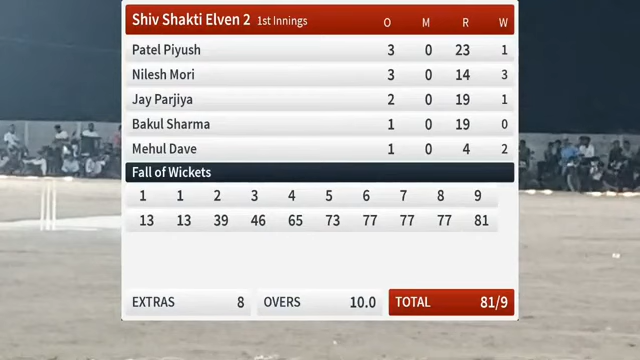 Shiv Shakti Elven 2 1st Innings O M R W
Patel Piyush 3 0 23 1
Nilesh Mori 3 0 14 3
Jay Parjiya 2 0 19 1
Bakul Sharma 1 0 19 0
Mehul Dave 1 0 4 2
Fall of Wickets
1 1 2 3 4 5 6 7 8 9
13 13 39 46 65 73 77 77 77 81
EXTRAS 8 OVERS 10.0 TOTAL 81/9